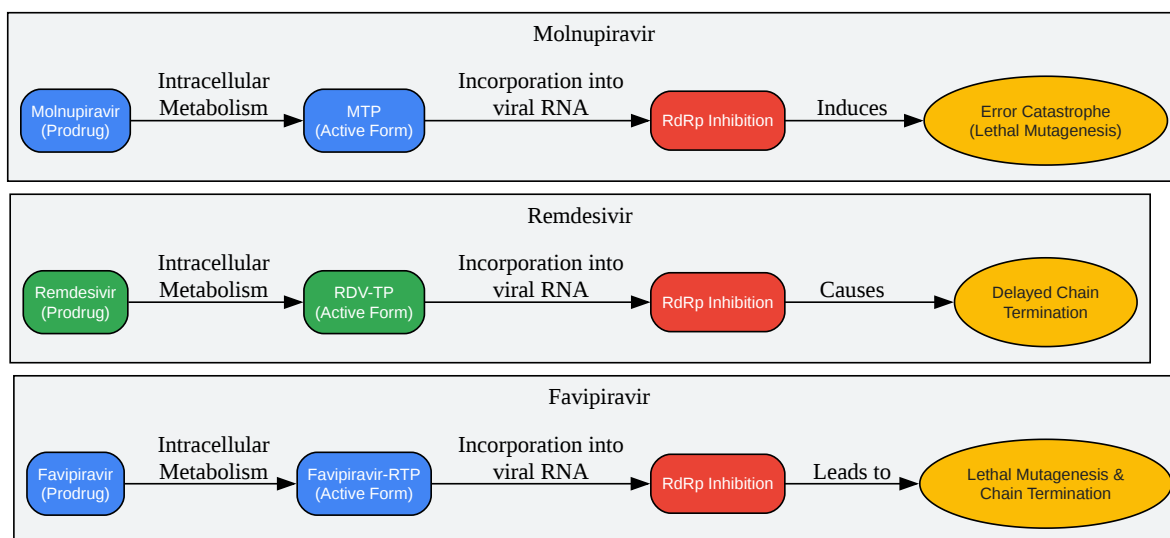 Molnupiravir
Molnupiravir
(Prodrug)
Intracellular
Metabolism
MTP
(Active Form)
Incorporation into
viral RNA
RdRp Inhibition
Induces
Error Catastrophe
(Lethal Mutagenesis)
Remdesivir
Remdesivir
(Prodrug)
Intracellular
Metabolism
RDV-TP
(Active Form)
Incorporation into
viral RNA
RdRp Inhibition
Causes
Delayed Chain
Termination
Favipiravir
Favipiravir
(Prodrug)
Intracellular
Metabolism
Favipiravir-RTP
(Active Form)
Incorporation into
viral RNA
RdRp Inhibition
Leads to
Lethal Mutagenesis &
Chain Termination